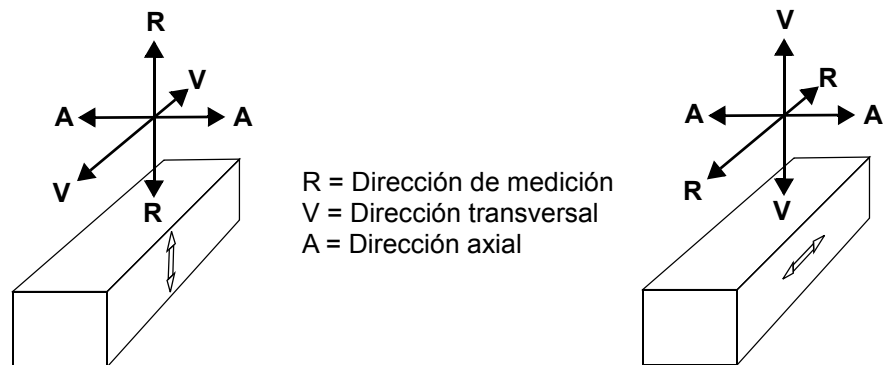 R
V
A
A
V
R
R = Dirección de medición
V = Dirección transversal
A = Dirección axial
V
R
A
A
R
V